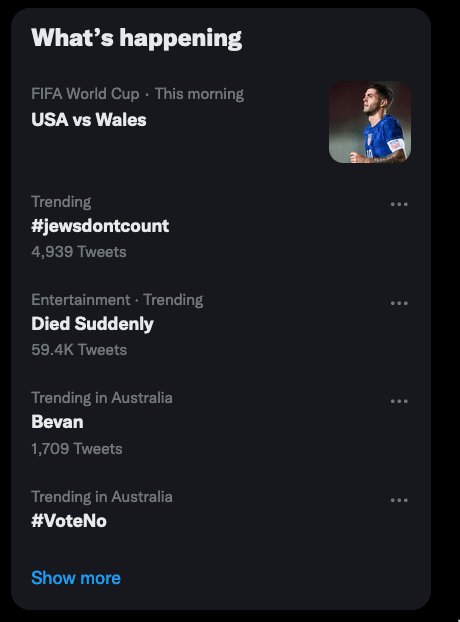 What's happening
FIFA World Cup · This morning
USA vs Wales
Trending
#jewsdontcount
4,939 Tweets
Entertainment · Trending
Died Suddenly
59.4K Tweets
Trending in Australia
Bevan
1,709 Tweets
Trending in Australia
#VoteNo
Show more